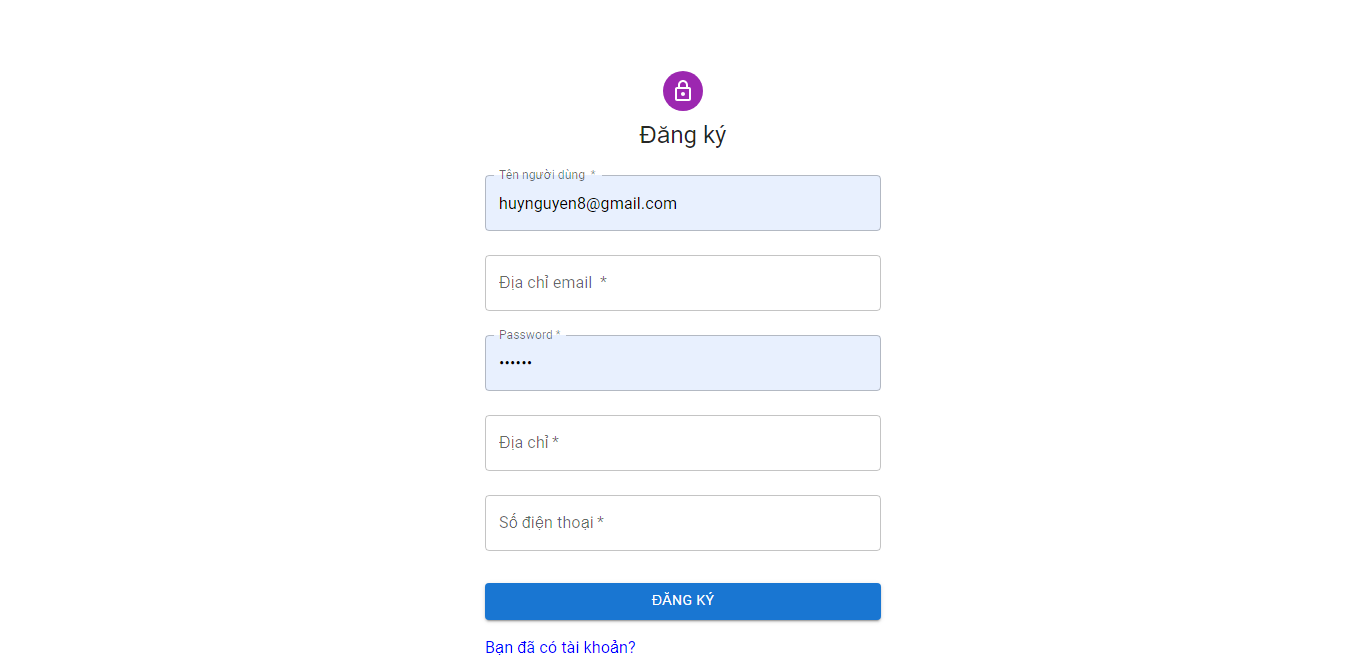 Đăng ký
Tên người dùng *
huynguyen8@gmail.com
Địa chỉ email *
Password *
••••••
Địa chỉ *
Số điện thoại *
ĐĂNG KÝ
Bạn đã có tài khoản?